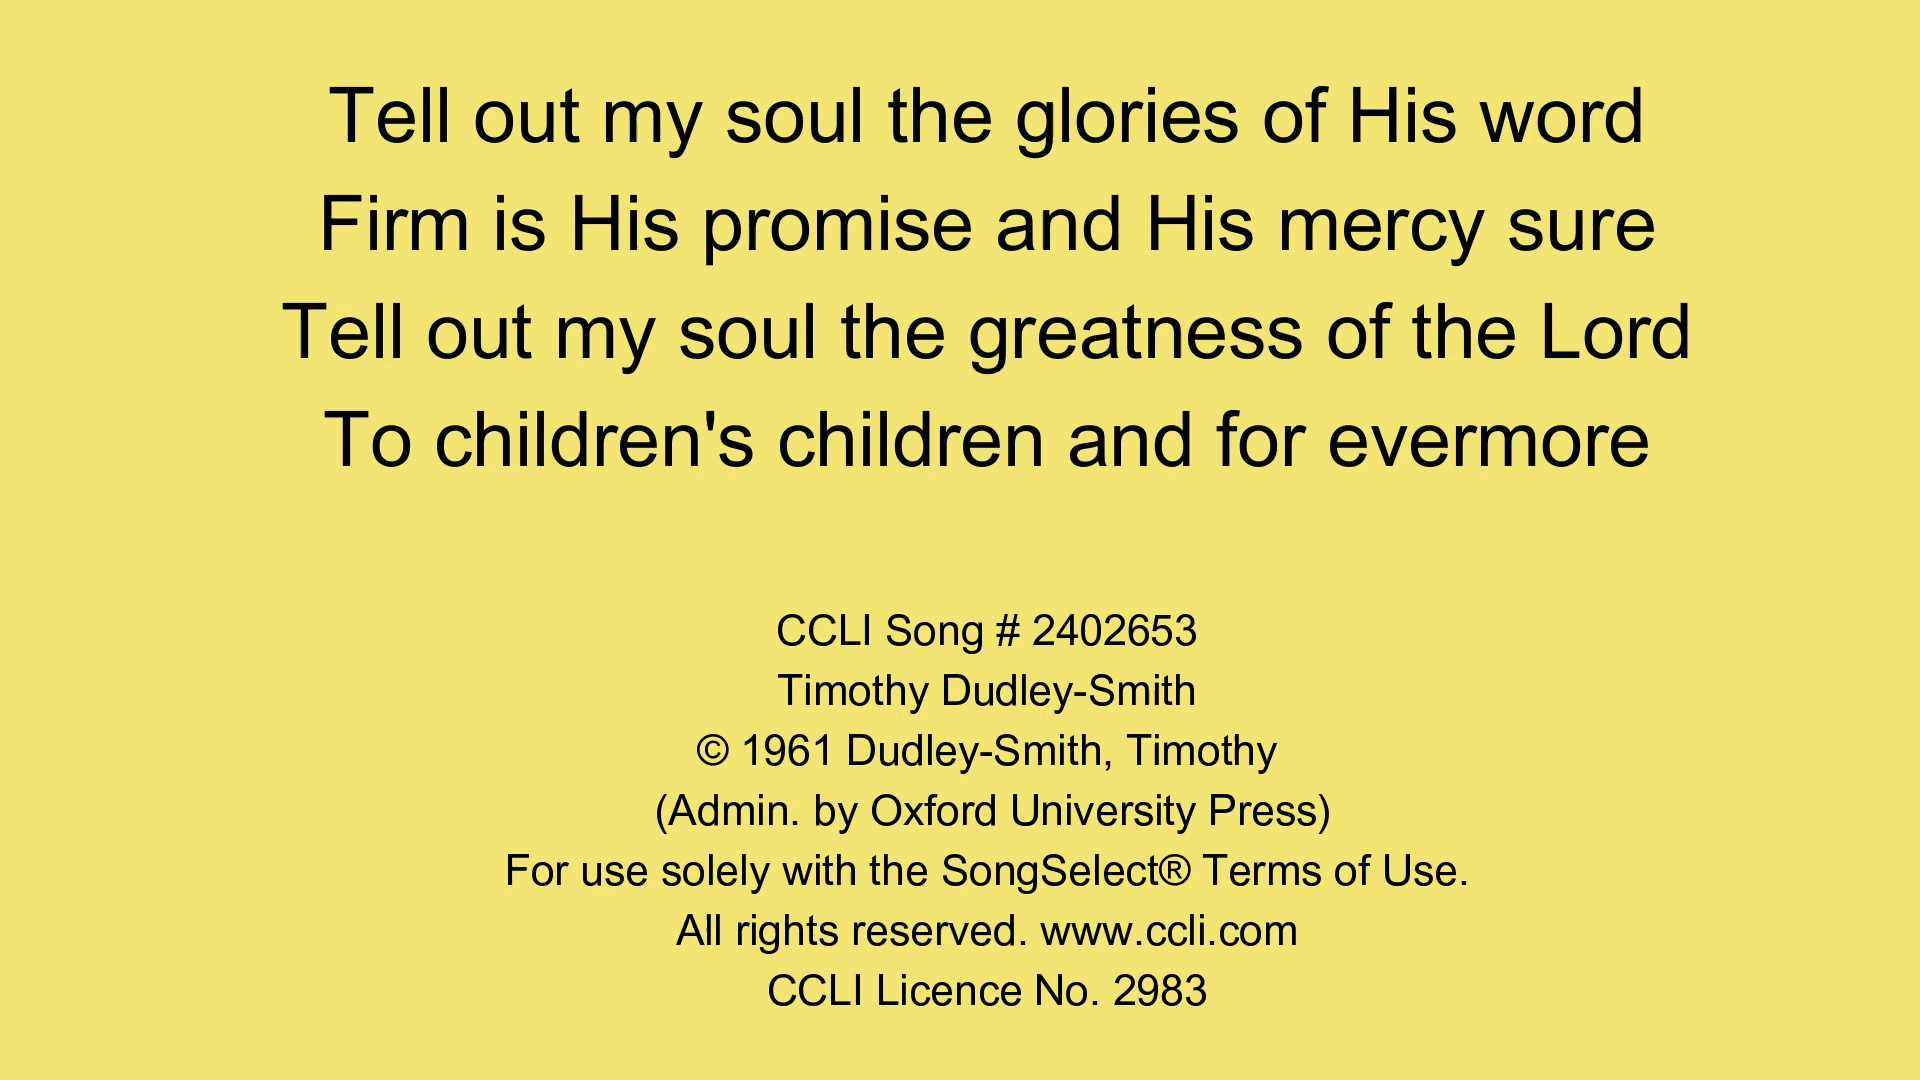 Tell out my soul the glories of His word
Firm is His promise and His mercy sure
Tell out my soul the greatness of the Lord
To children's children and for evermore
CCLI Song # 2402653
Timothy Dudley-Smith
© 1961 Dudley-Smith, Timothy
(Admin. by Oxford University Press)
For use solely with the SongSelect® Terms of Use.
All rights reserved. www.ccli.com
CCLI Licence No. 2983